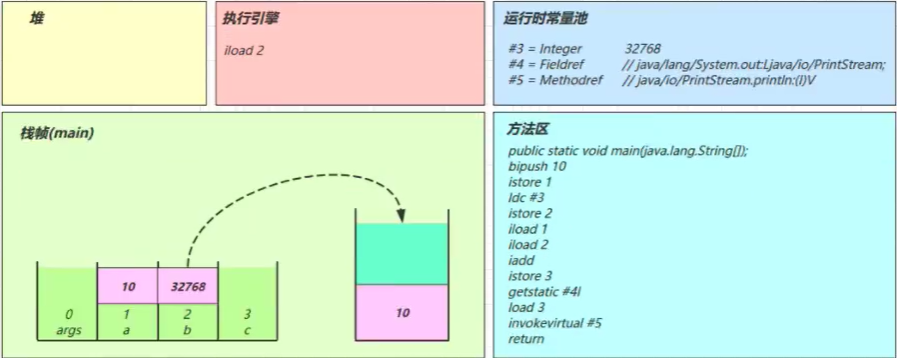 堆
执行引擎
iload 2
运行时常量池
#3 = Integer 32768
#4 = Fieldref // java/lang/System.out:Ljava/io/PrintStream;
#5 = Methodref // java/io/PrintStream.println:(I)V
栈帧(main)
10 32768
0 1 2 3
args a b c
10
方法区
public static void main(java.lang.String[]);
bipush 10
istore 1
ldc #3
istore 2
iload 1
iload 2
iadd
istore 3
getstatic #4I
load 3
invokevirtual #5
return